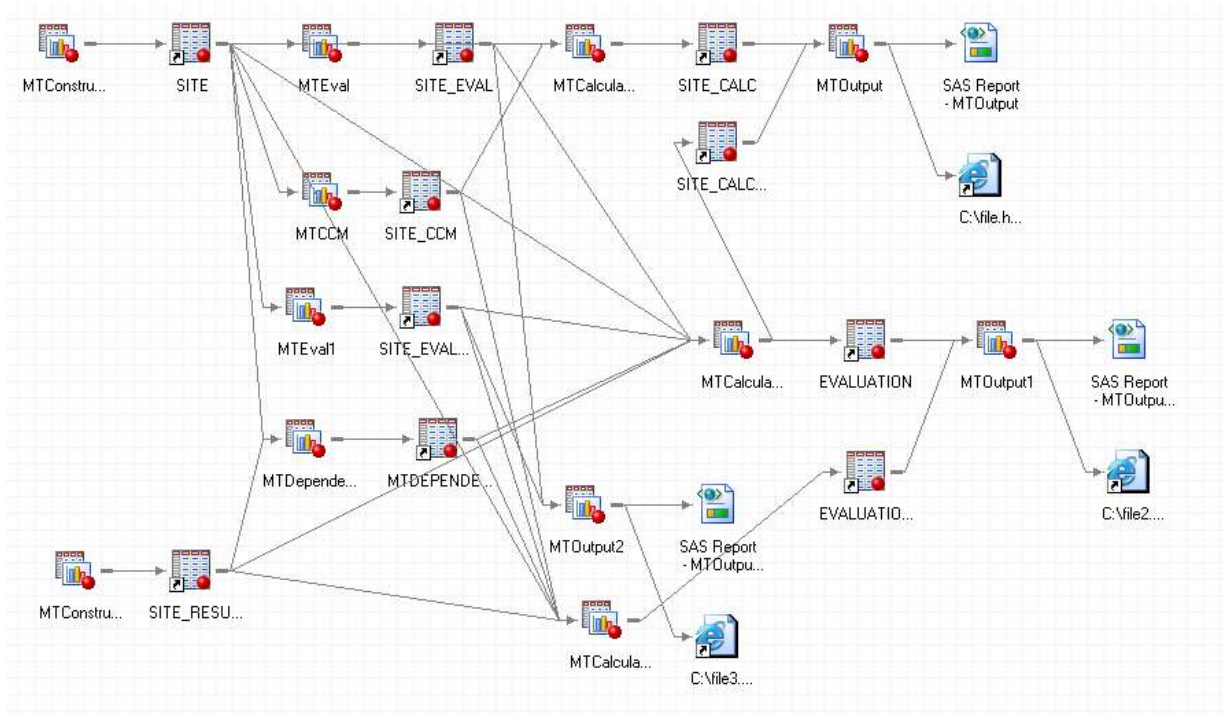 MTConstru...
SITE
MTEval
SITE_EVAL
MTCalcula...
SITE_CALC
MTOutput
SAS Report
- MTOutput
SITE_CALC...
C:\file.h...
MTCCM
SITE_CCM
MTEval1
SITE_EVAL...
MTCalcula...
EVALUATION
MTOutput1
SAS Report
- MTOutpu...
MTDepende...
MTDEPENDE...
EVALUATIO...
C:\file2....
MTOutput2
SAS Report
- MTOutpu...
MTConstru...
SITE_RESU...
MTCalcula...
C:\file3....